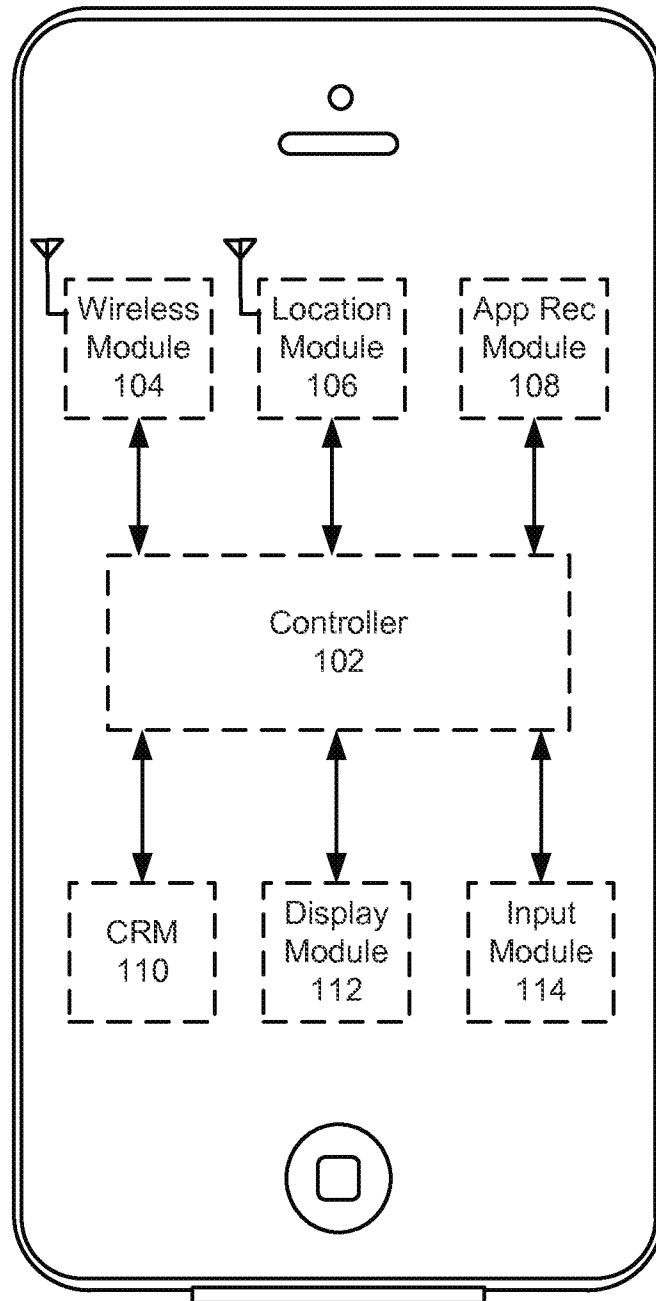 Wireless
Module
104
Location
Module
106
App Rec
Module
108
Controller
102
CRM
110
Display
Module
112
Input
Module
114